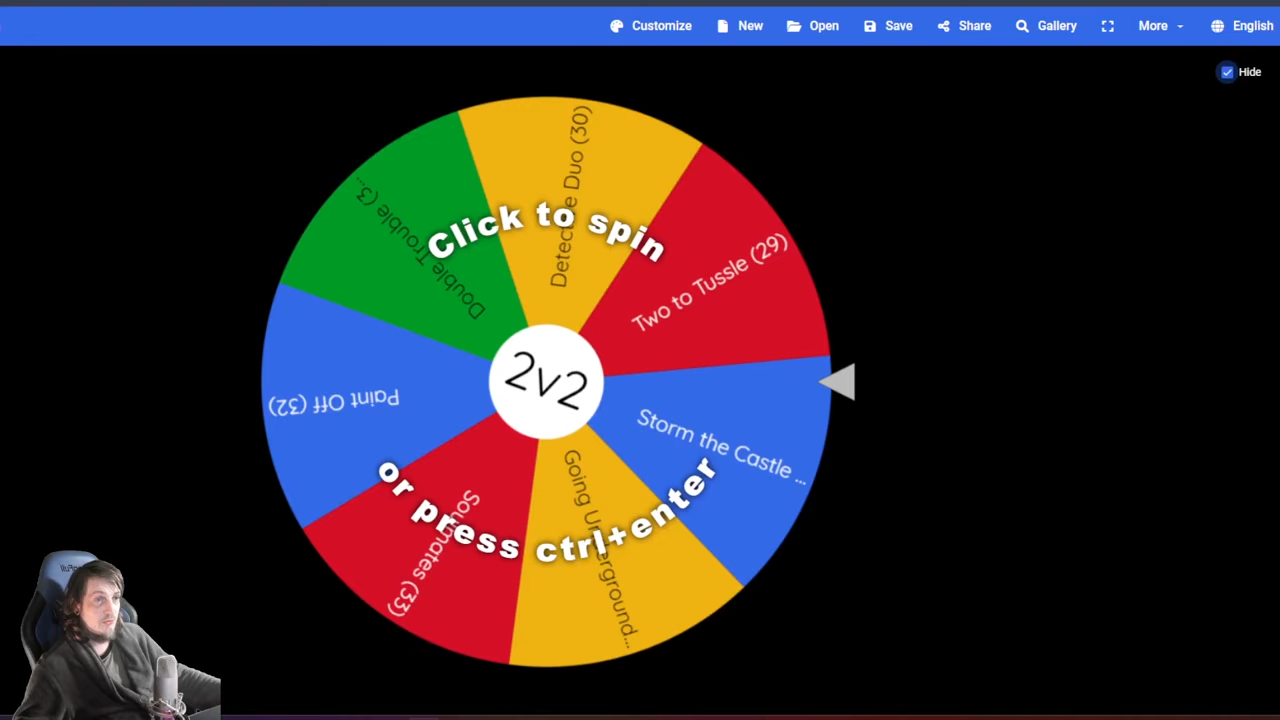 Customize New Open Save Share Gallery More English
Hide
Detective Duo (30)
Two to Tussle (29)
Storm the Castle ...
Going Underground...
Soulmates (33)
Paint Off (32)
Double Trouble (3...
2v2
Click to spin
or press ctrl+enter